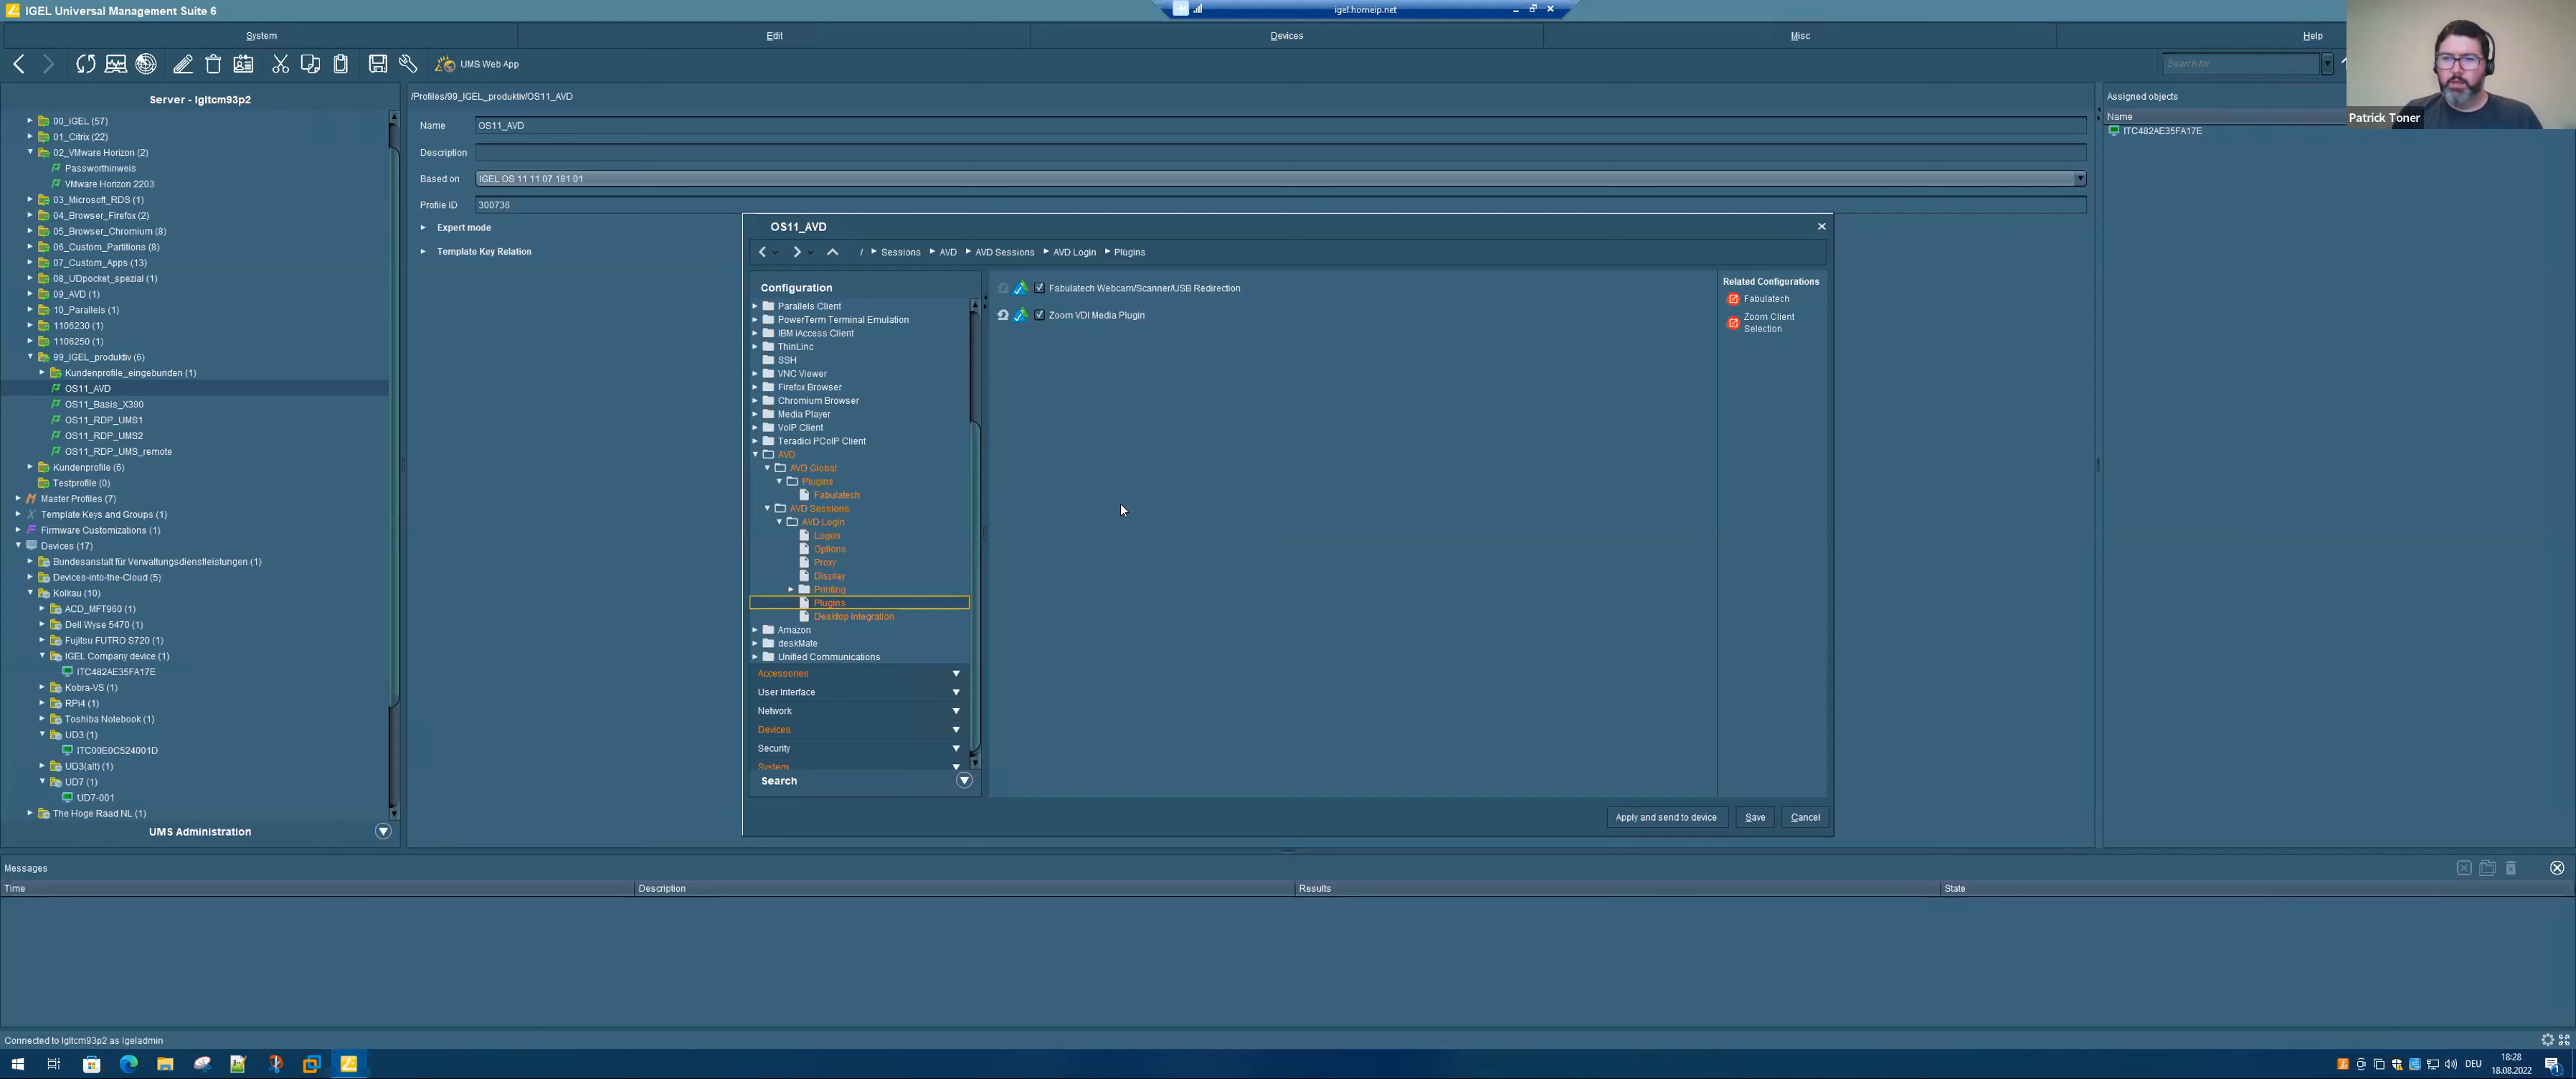 IGEL Universal Management Suite 6
igel.homeip.net
System
Edit
Devices
Misc
Help
UMS Web App
Search for...
Server - lgltcm93p2
00_IGEL (57)
01_Citrix (22)
02_VMware Horizon (2)
Passworthinweis
VMware Horizon 2203
03_Microsoft_RDS (1)
04_Browser_Firefox (2)
05_Browser_Chromium (8)
06_Custom_Partitions (8)
07_Custom_Apps (13)
08_UDpocket_spezial (1)
09_AVD (1)
10_Parallels (1)
1106230 (1)
1106250 (1)
99_IGEL_produktiv (6)
Kundenprofile_eingebunden (1)
OS11_AVD
OS11_Basis_X390
OS11_RDP_UMS1
OS11_RDP_UMS2
OS11_RDP_UMS_remote
Kundenprofile (6)
Testprofile (0)
Master Profiles (7)
Template Keys and Groups (1)
Firmware Customizations (1)
Devices (17)
Bundesanstalt für Verwaltungsdienstleistungen (1)
Devices-into-the-Cloud (5)
Kolkau (10)
ACD_MFT960 (1)
Dell Wyse 5470 (1)
Fujitsu FUTRO S720 (1)
IGEL Company device (1)
ITC482AE35FA17E
Kobra-VS (1)
RPi4 (1)
Toshiba Notebook (1)
UD3 (1)
ITC00E0C524001D
UD3(alt) (1)
UD7 (1)
UD7-001
The Hoge Raad NL (1)
UMS Administration
/Profiles/99_IGEL_produktiv/OS11_AVD
Name OS11_AVD
Description
Based on IGEL OS 11 11.07.181.01
Profile ID 300736
Expert mode
Template Key Relation
OS11_AVD
/ Sessions AVD AVD Sessions AVD Login Plugins
Configuration
Parallels Client
PowerTerm Terminal Emulation
IBM iAccess Client
ThinLinc
SSH
VNC Viewer
Firefox Browser
Chromium Browser
Media Player
VoIP Client
Teradici PCoIP Client
AVD
AVD Global
Plugins
Fabulatech
AVD Sessions
AVD Login
Logon
Options
Proxy
Display
Printing
Plugins
Desktop Integration
Amazon
deskMate
Unified Communications
Accessories
User Interface
Network
Devices
Security
System
Search
Fabulatech Webcam/Scanner/USB Redirection
Zoom VDI Media Plugin
Related Configurations
Fabulatech
Zoom Client
Selection
Apply and send to device
Save
Cancel
Assigned objects
Name
ITC482AE35FA17E
Patrick Toner
Messages
Time
Description
Results
State
Connected to lgltcm93p2 as Igeladmin
DEU
18:28
18.08.2022